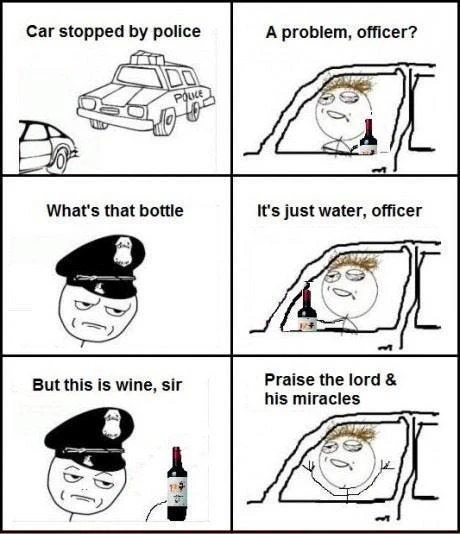 Car stopped by police
POLICE
A problem, officer?
What's that bottle
It's just water, officer
But this is wine, sir
Praise the lord &
his miracles